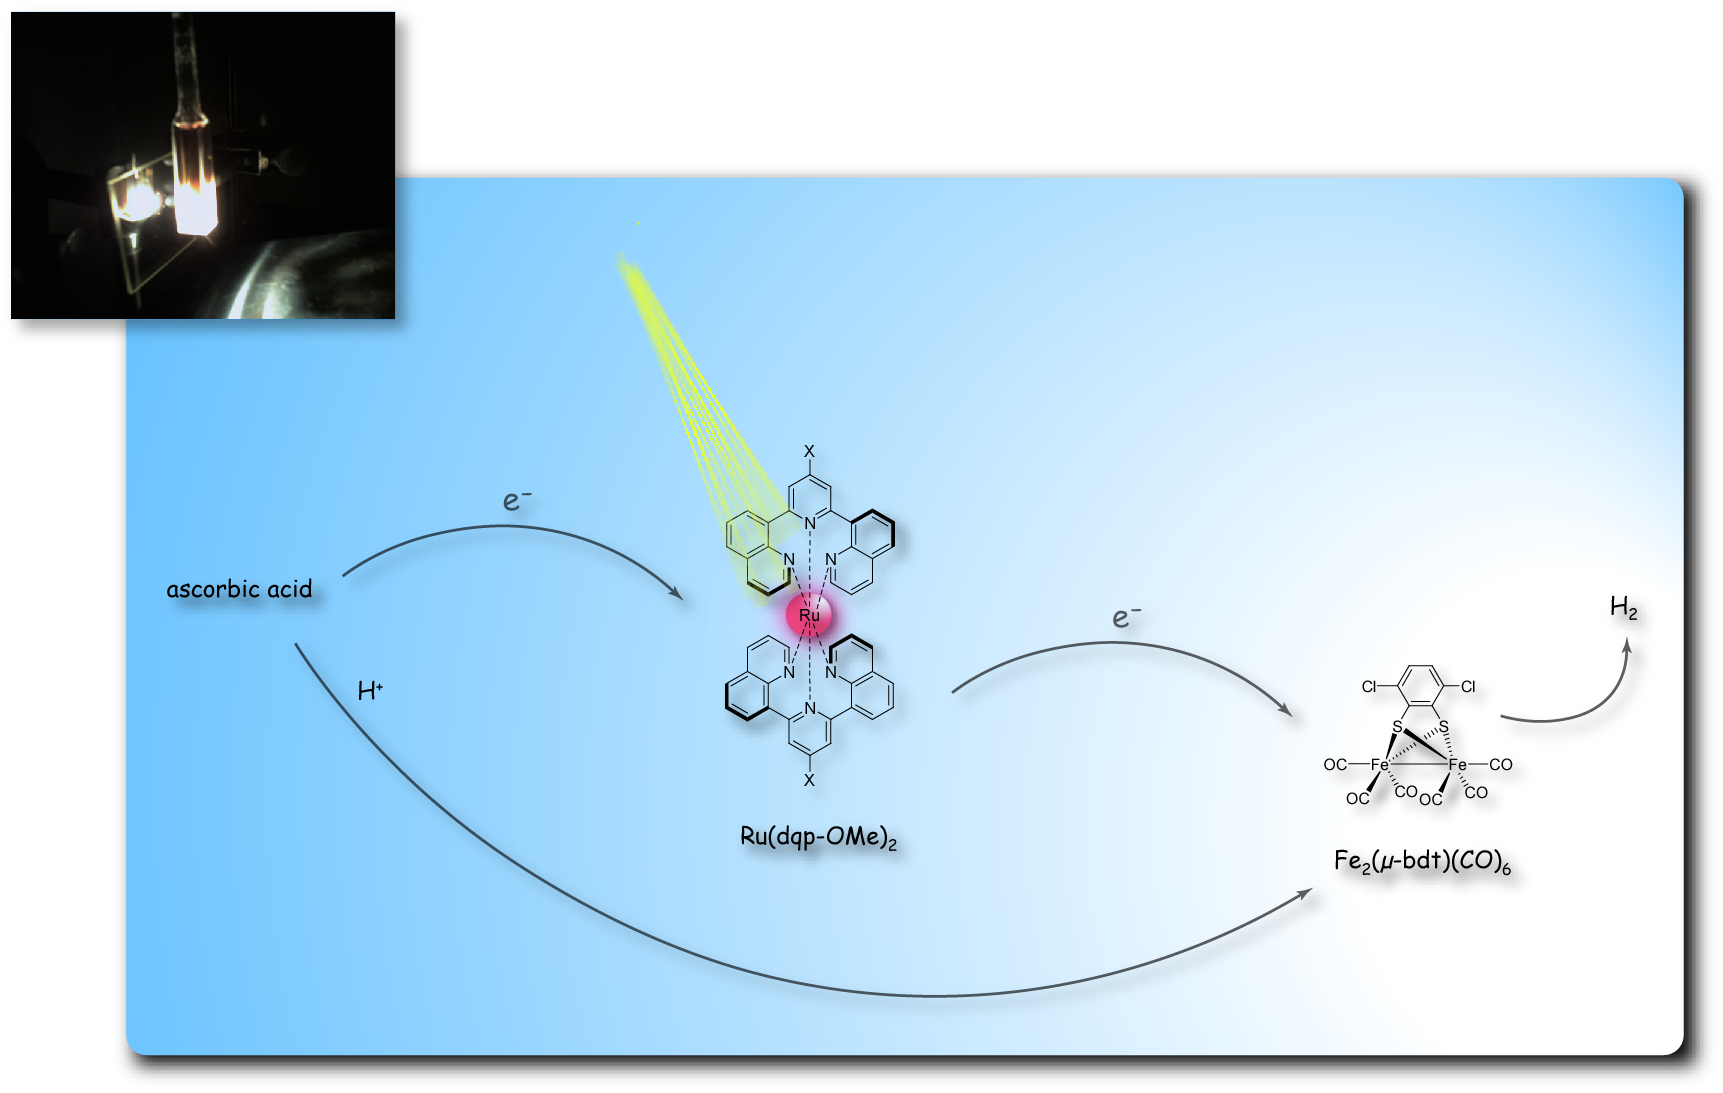 X
e⁻
N
N
N
ascorbic acid
Ru
H₂
e⁻
N
N
H⁺
Cl
Cl
N
S
S
X
OC
Fe
Fe
CO
OC
CO
OC
CO
Ru(dqp-OMe)₂
Fe₂(μ-bdt)(CO)₆